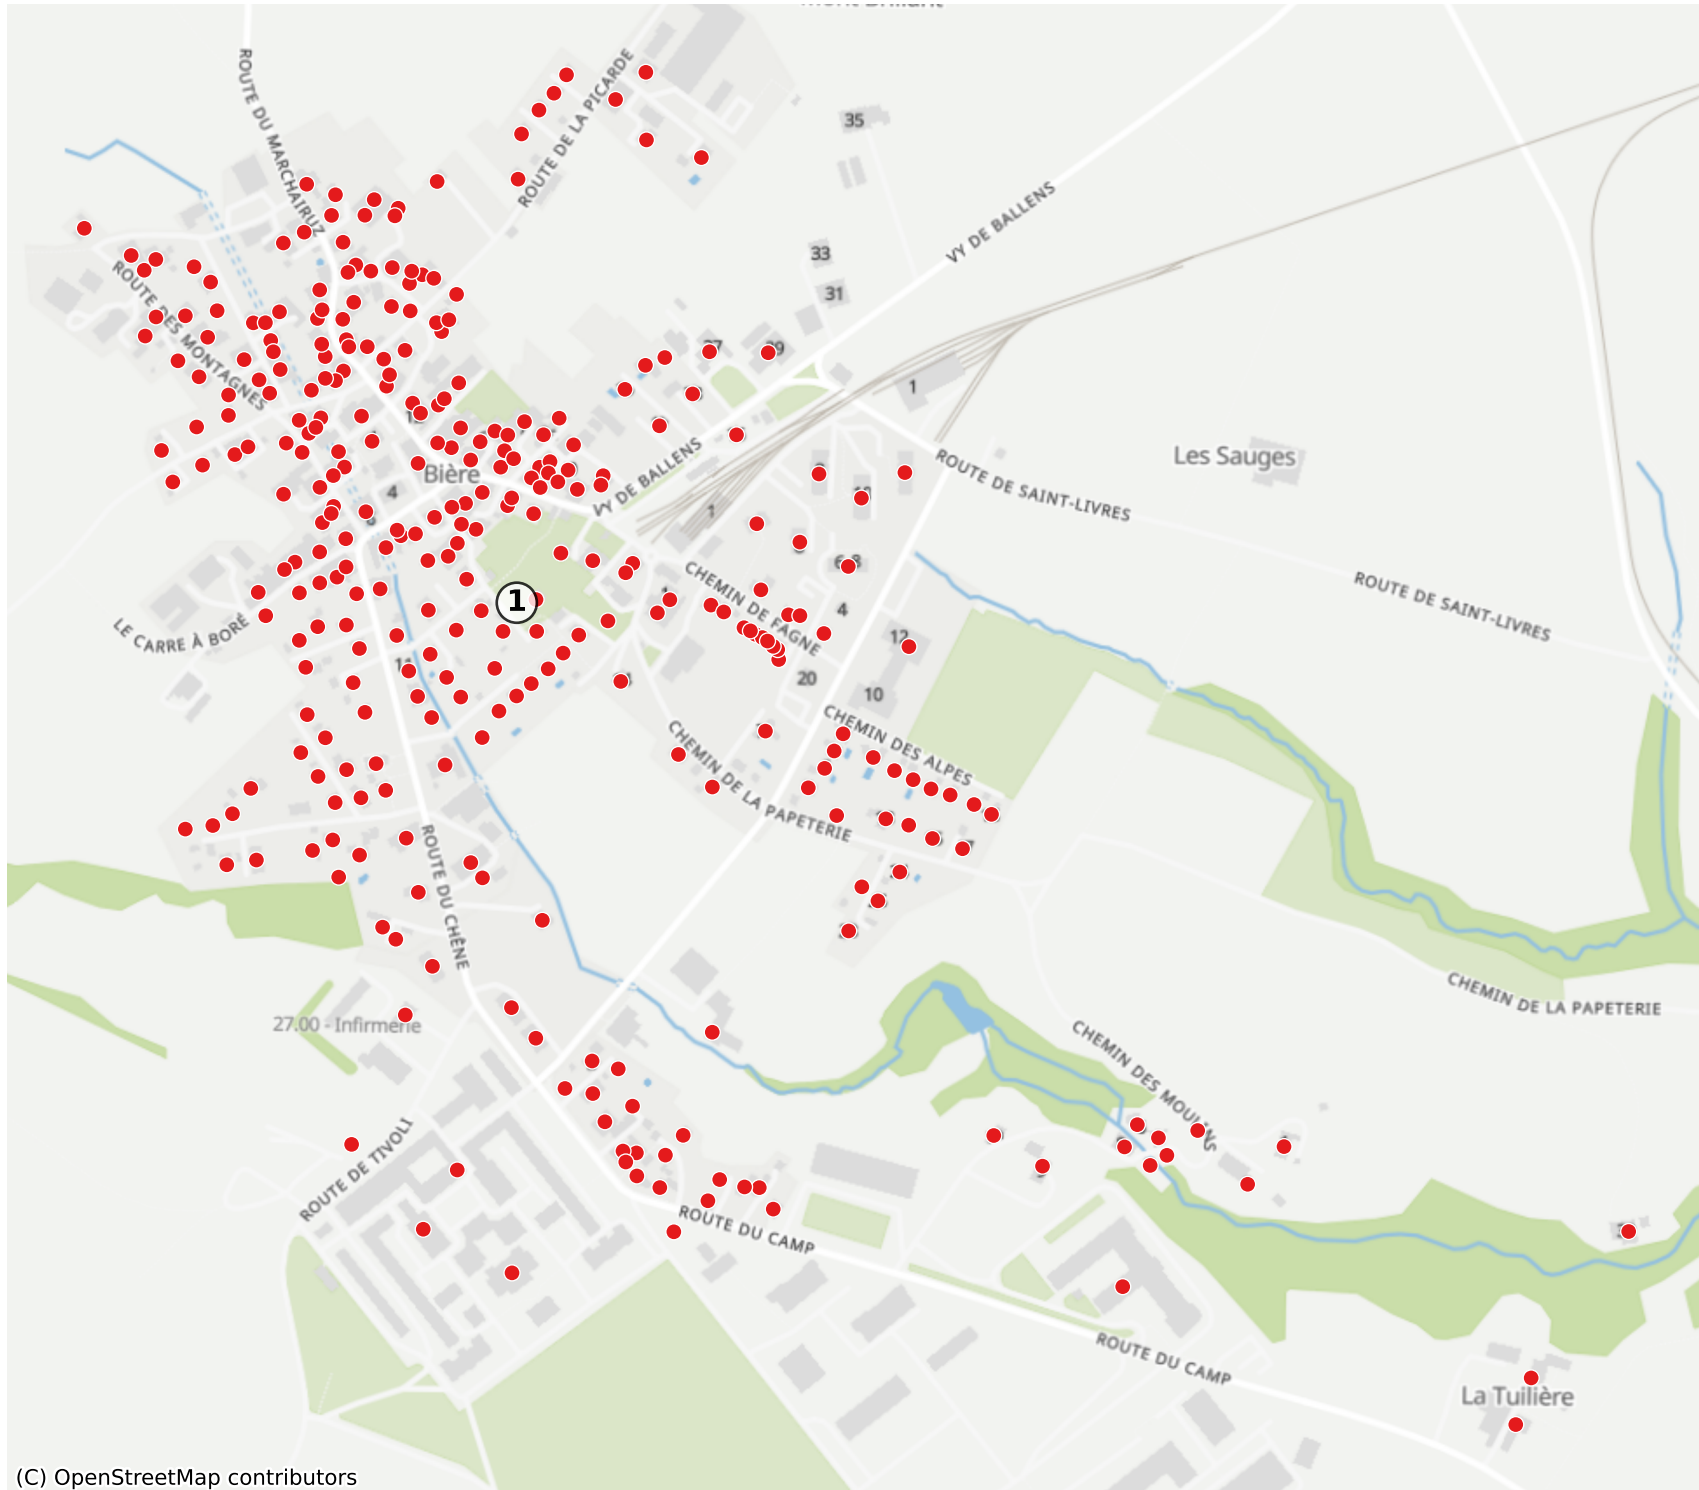 ROUTE DU MARCHAIRUZ
ROUTE DE LA PICARDE
35
VY DE BALLENS
33
31
ROUTE DES MONTAGNES
1
Bière
VY DE BALLENS
ROUTE DE SAINT-LIVRES
Les Sauges
4
1
ROUTE DE SAINT-LIVRES
CHEMIN DE FAGNE
1
4
LE CARRE À BORÉ
12
20
10
CHEMIN DES ALPES
CHEMIN DE LA PAPETERIE
ROUTE DU CHÊNE
CHEMIN DE LA PAPETERIE
27.00 - Infirmerie
CHEMIN DES MOULINS
ROUTE DE TIVOLI
ROUTE DU CAMP
ROUTE DU CAMP
La Tuilière
(C) OpenStreetMap contributors